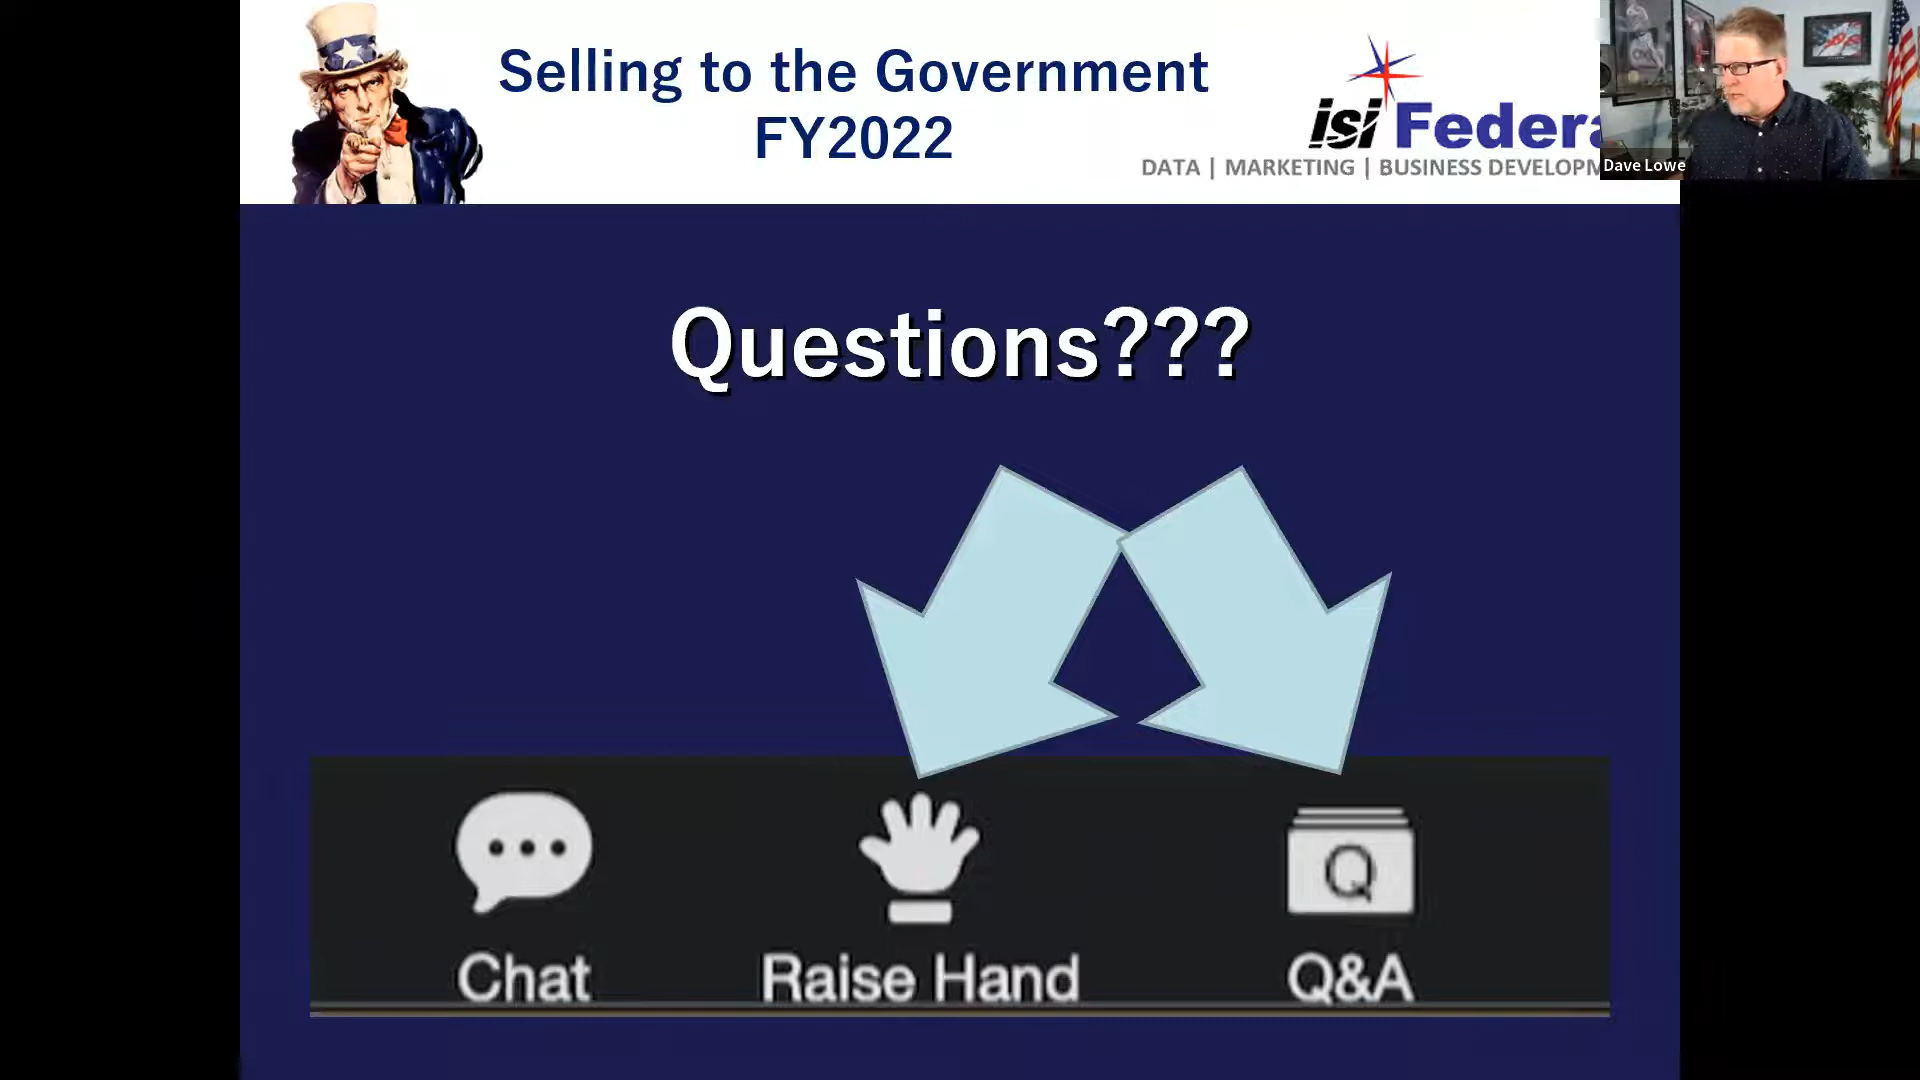 Selling to the Government
FY2022
isi Federa
DATA | MARKETING | BUSINESS DEVELOPM
Dave Lowe
Questions???
Q
Chat
Raise Hand
Q&A